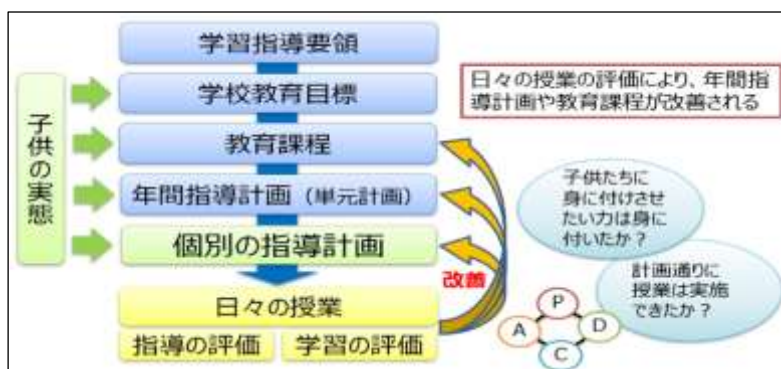 学習指導要領
学校教育目標
教育課程
年間指導計画（単元計画）
個別の指導計画
日々の授業
指導の評価
学習の評価
子供の実態
改善
日々の授業の評価により、年間指
導計画や教育課程が改善される
子供たちに
身に付けさせ
たい力は身に
付いたか？
計画通りに
授業は実施
できたか？
P
D
C
A